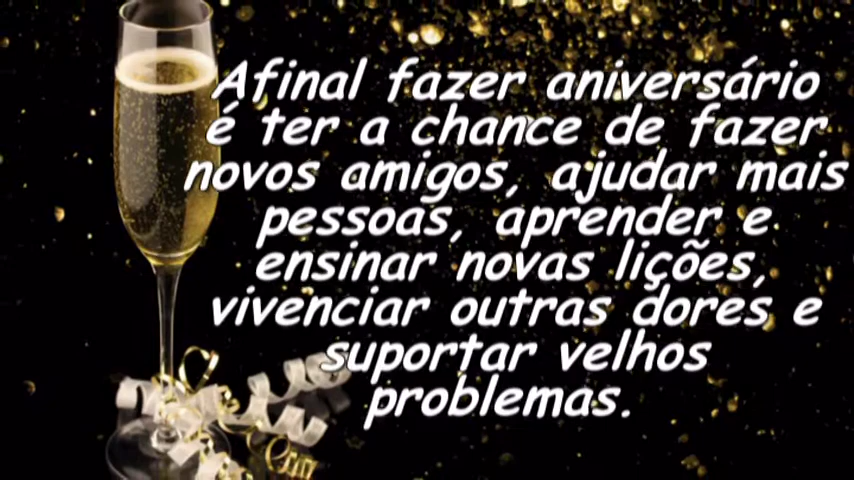 Afinal fazer aniversário
é ter a chance de fazer
novos amigos, ajudar mais
pessoas, aprender e
ensinar novas lições,
vivenciar outras dores e
suportar velhos
problemas.